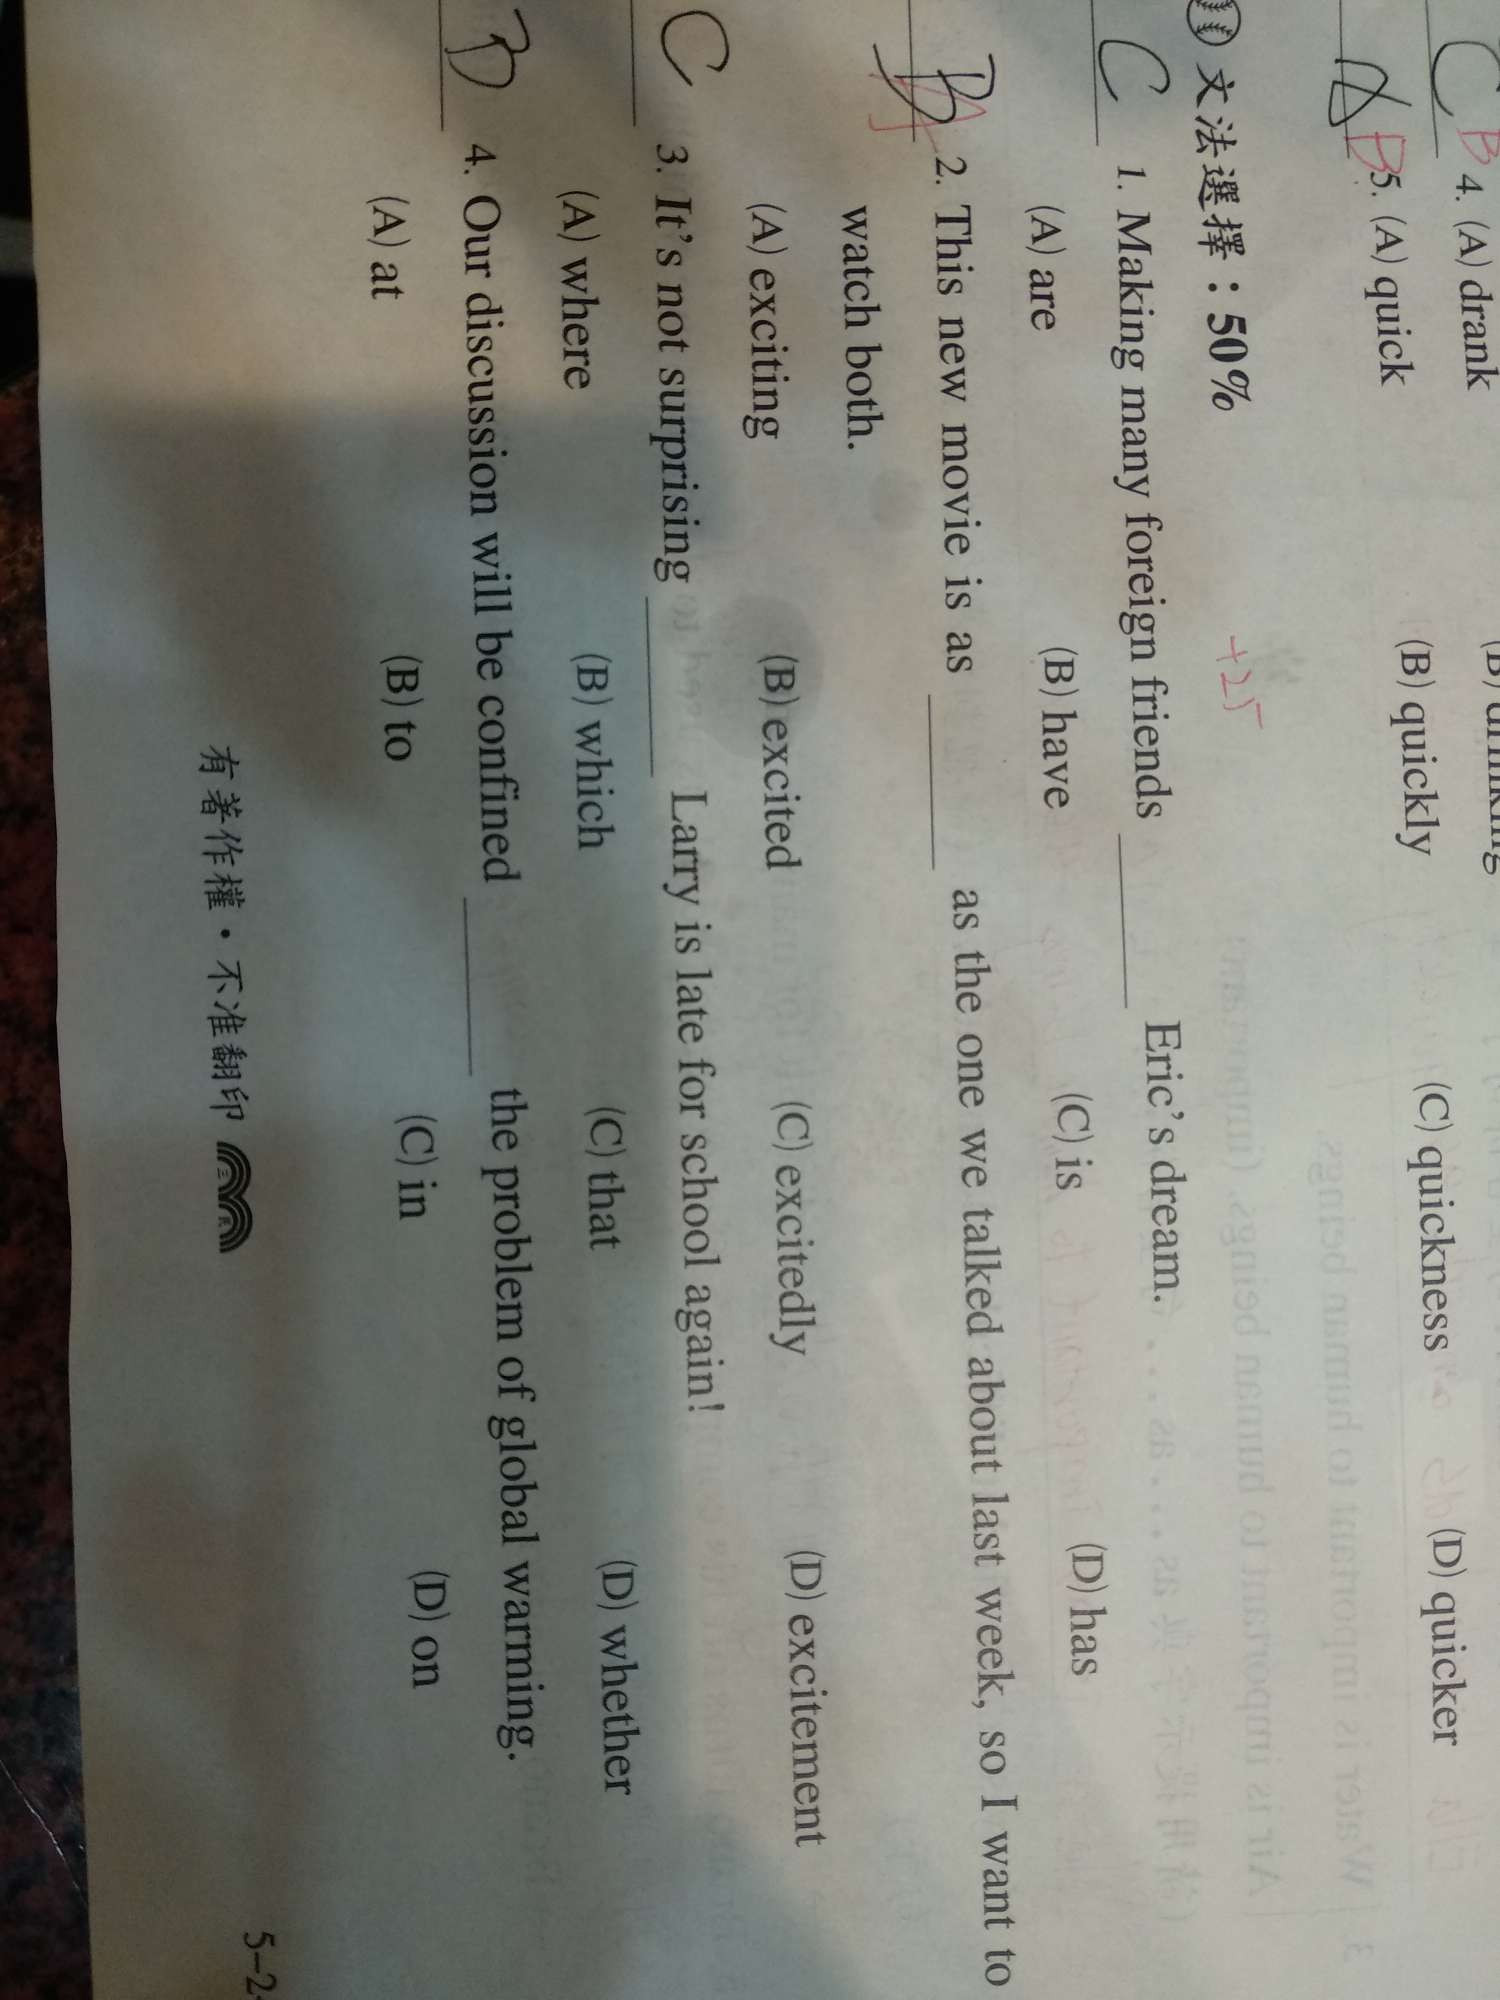 C B 4. (A) drank (B) drinking
A B 5. (A) quick (B) quickly (C) quickness (D) quicker
文法選擇：50% +25
C 1. Making many foreign friends ______ Eric's dream.
(A) are (B) have (C) is (D) has
2. This new movie is as ______ as the one we talked about last week, so I want to
watch both.
(A) exciting (B) excited (C) excitedly (D) excitement
C 3. It's not surprising ______ Larry is late for school again!
(A) where (B) which (C) that (D) whether
4. Our discussion will be confined ______ the problem of global warming.
(A) at (B) to (C) in (D) on
有著作權・不准翻印
5-2